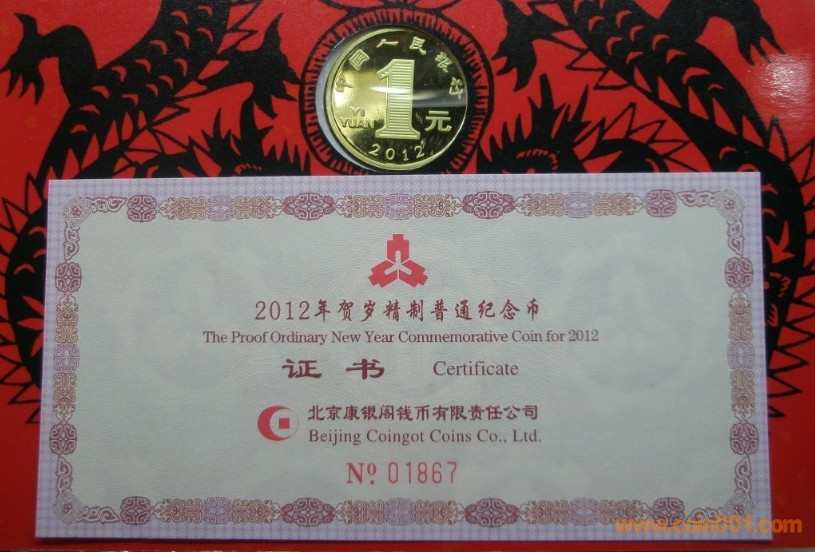 中国人民银行
1
YI
YUAN
元
2012
2012年贺岁精制普通纪念币
The Proof Ordinary New Year Commemorative Coin for 2012
证书 Certificate
北京康银阁钱币有限责任公司
Beijing Coingot Coins Co., Ltd.
Nº 01867
www.coin001.com